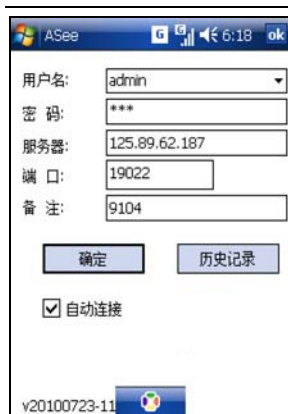 ASee G G 6:18 ok
用户名: admin
密 码: ***
服务器: 125.89.62.187
端 口: 19022
备 注: 9104
确定 历史记录
自动连接
v20100723-11